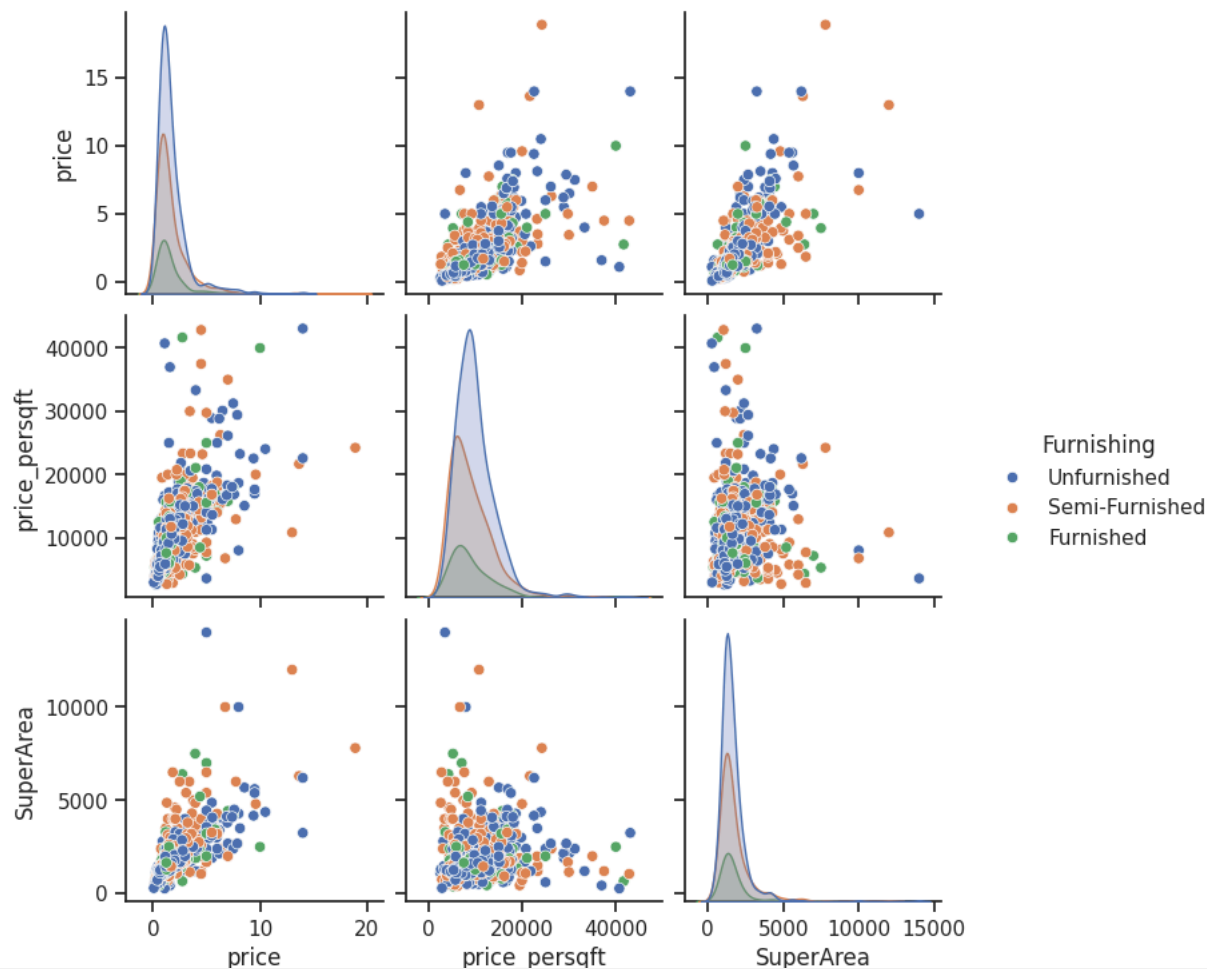 price
15
10
5
0
price_persqft
40000
30000
20000
10000
SuperArea
10000
5000
0
0 10 20
price
0 20000 40000
price_persqft
0 5000 10000 15000
SuperArea
Furnishing
Unfurnished
Semi-Furnished
Furnished